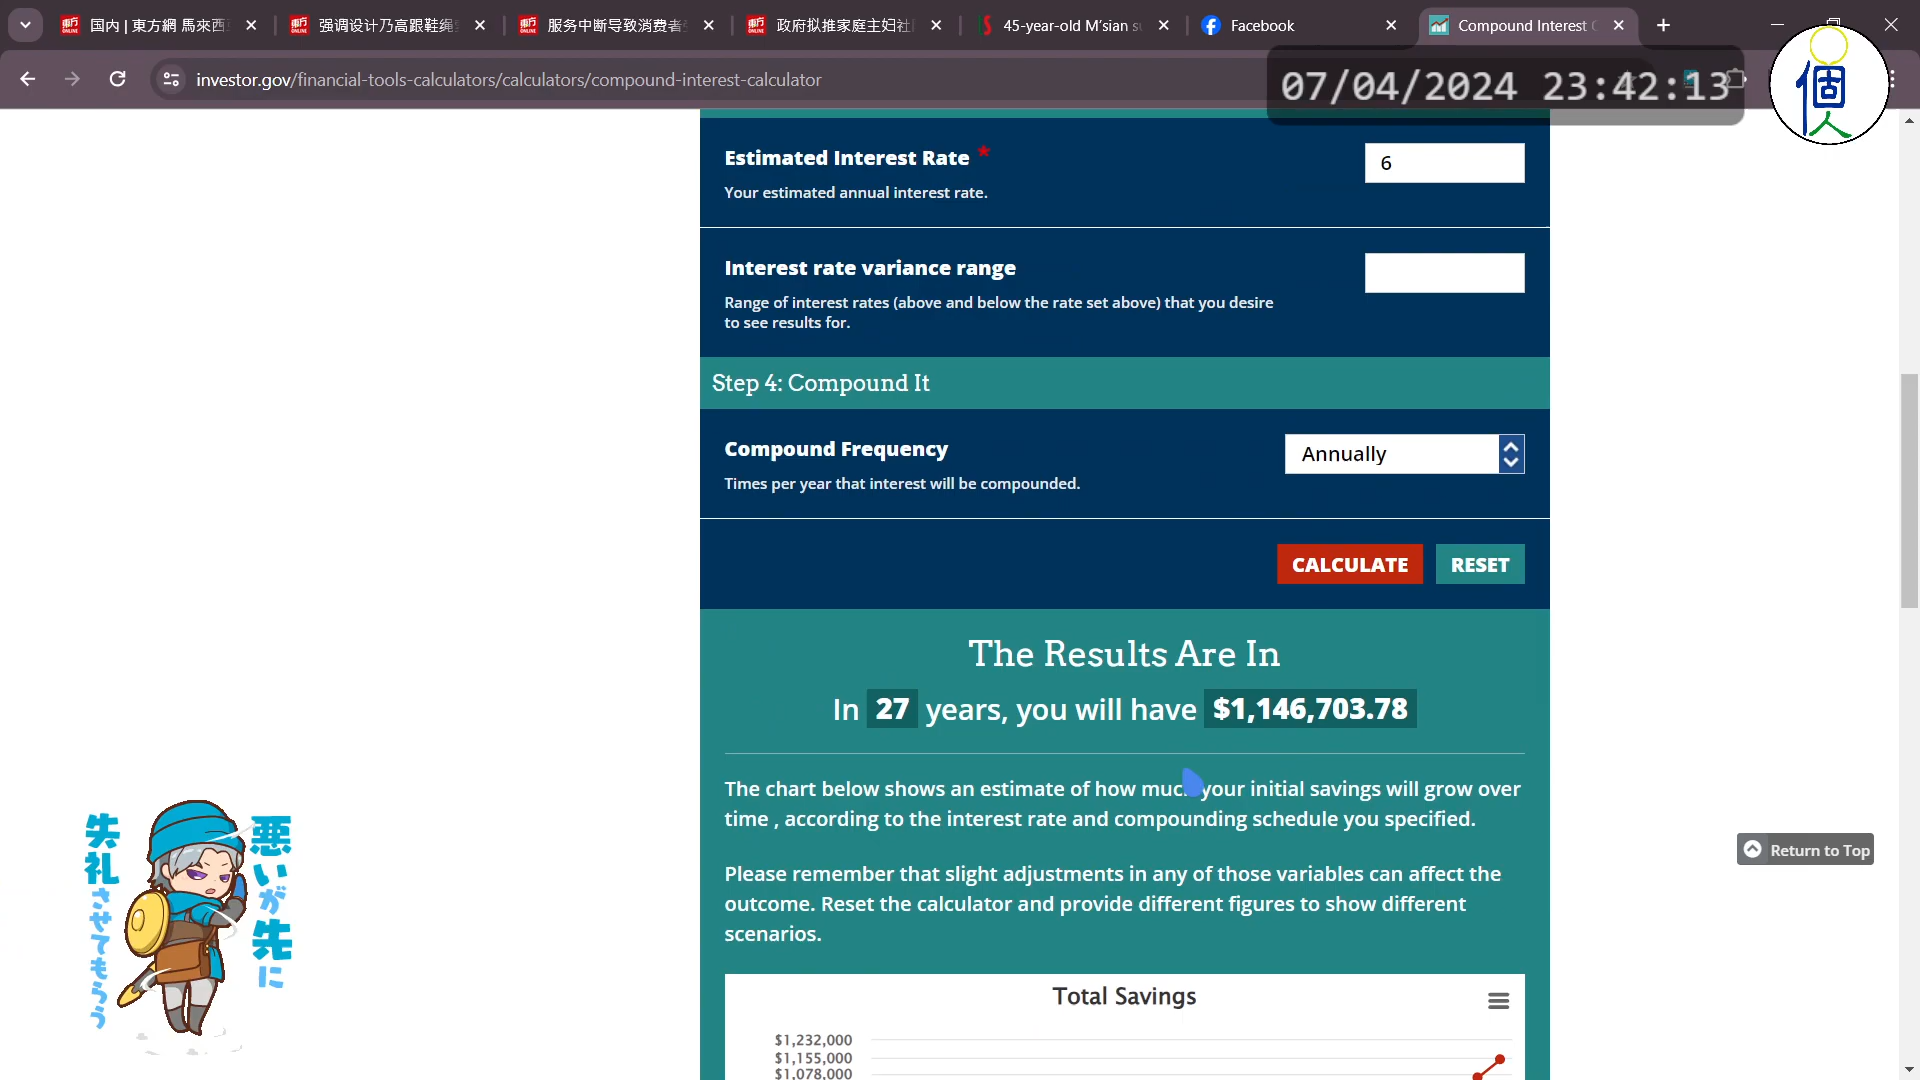 国内 | 東方網 馬來西
强调设计乃高跟鞋绳
服务中断导致消费者
政府拟推家庭主妇社
45-year-old M'sian su
Facebook
Compound Interest C
investor.gov/financial-tools-calculators/calculators/compound-interest-calculator
07/04/2024 23:42:13
個人
Estimated Interest Rate *
6
Your estimated annual interest rate.
Interest rate variance range
Range of interest rates (above and below the rate set above) that you desire
to see results for.
Step 4: Compound It
Compound Frequency
Annually
Times per year that interest will be compounded.
CALCULATE
RESET
The Results Are In
In 27 years, you will have $1,146,703.78
The chart below shows an estimate of how much your initial savings will grow over
time , according to the interest rate and compounding schedule you specified.
Please remember that slight adjustments in any of those variables can affect the
outcome. Reset the calculator and provide different figures to show different
scenarios.
Return to Top
悪いが先に
失礼させてもらう
Total Savings
$1,232,000
$1,155,000
$1,078,000